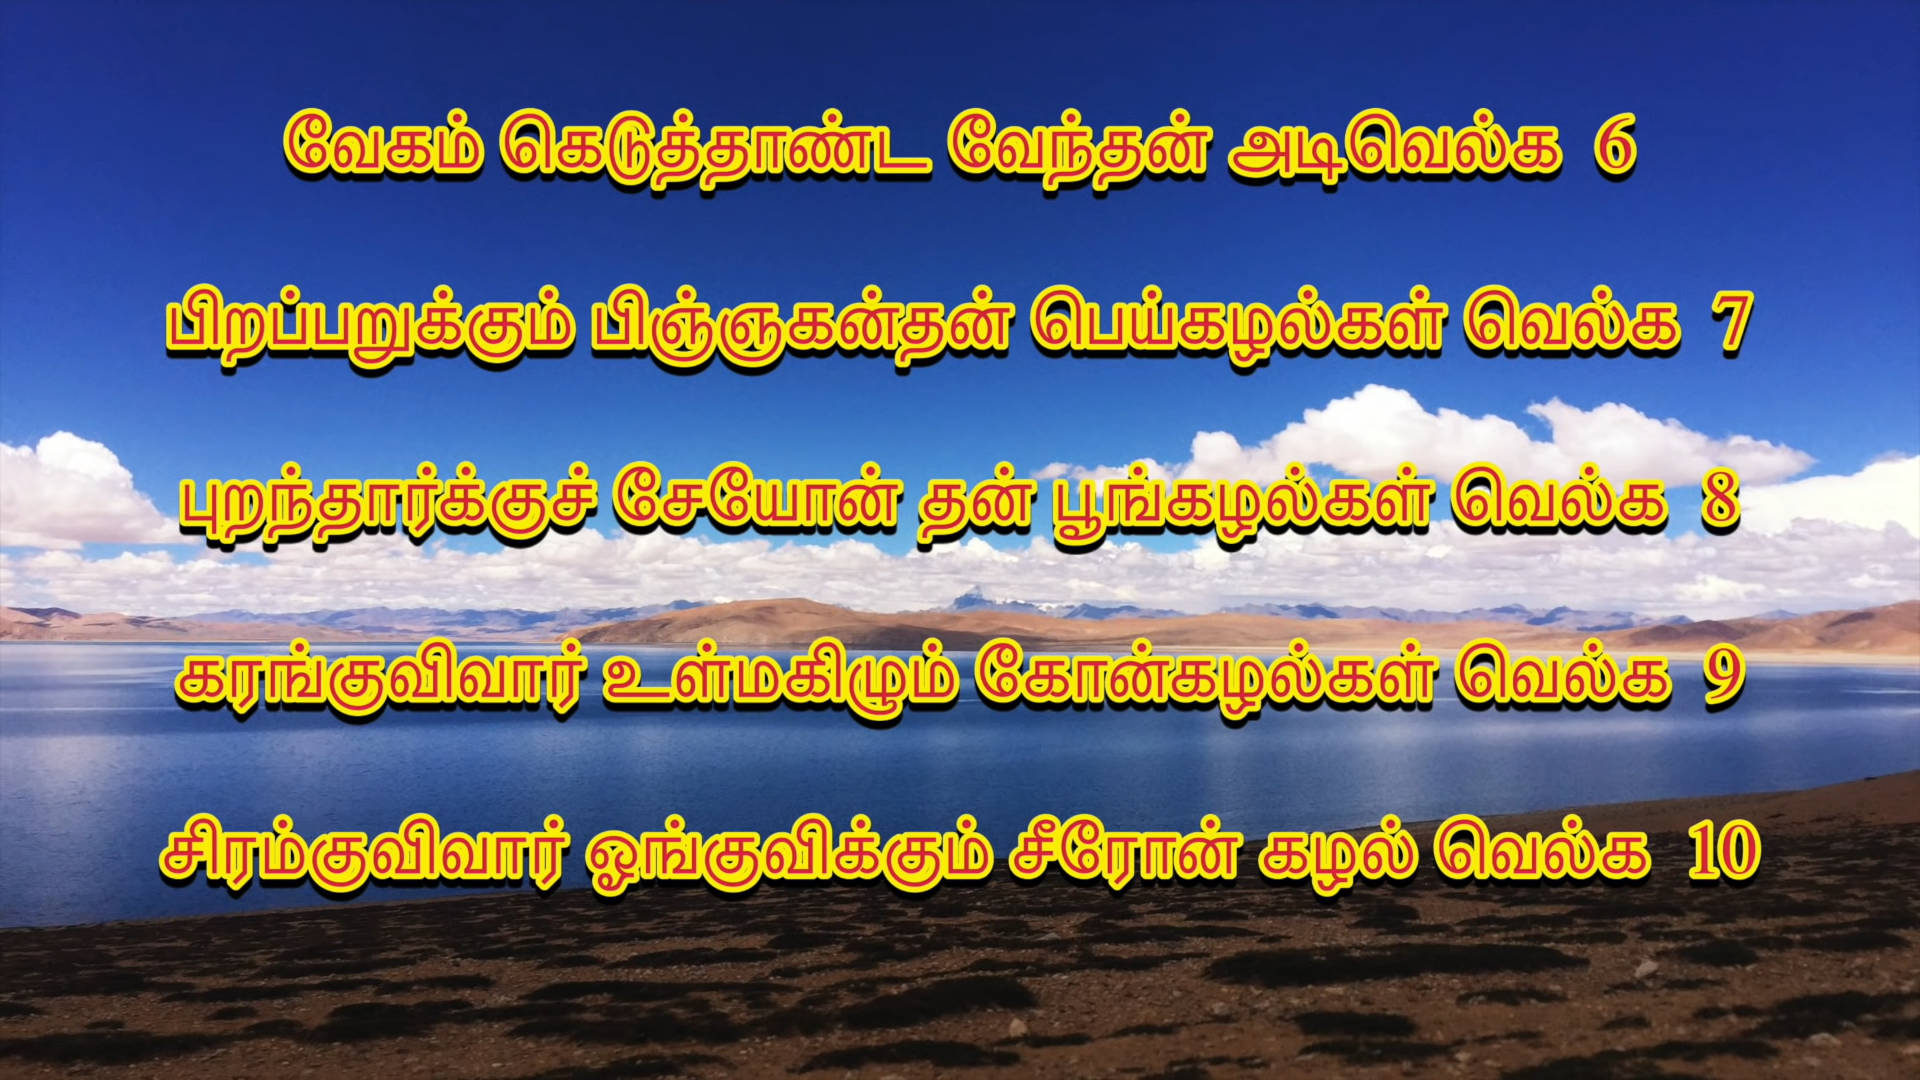 வேகம் கெடுத்தாண்ட வேந்தன் அடிவெல்க 6
பிறப்பறுக்கும் பிஞ்ஞகன்தன் பெய்கழல்கள் வெல்க 7
புறந்தார்க்குச் சேயோன் தன் பூங்கழல்கள் வெல்க 8
கரங்குவிவார் உள்மகிழும் கோன்கழல்கள் வெல்க 9
சிரம்குவிவார் ஓங்குவிக்கும் சீரோன் கழல் வெல்க 10